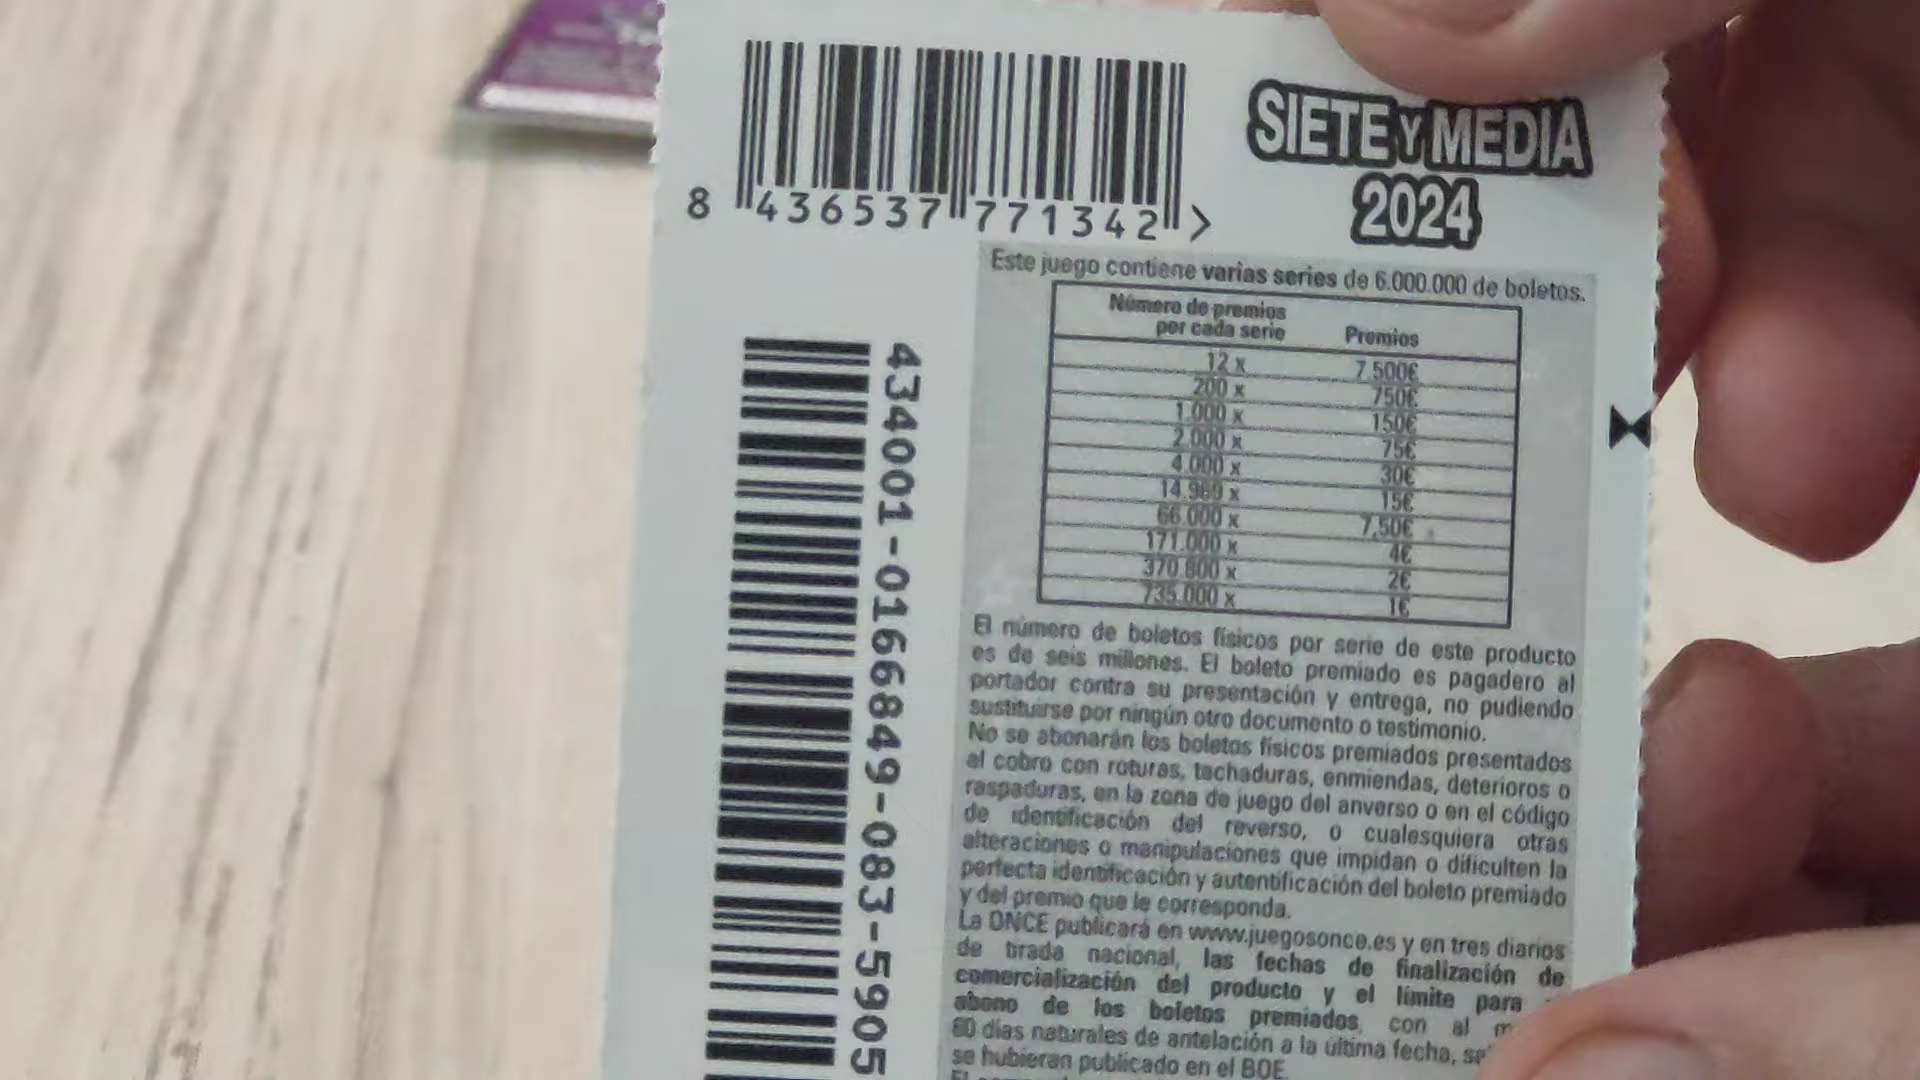 8 436537 771342 >
SIETE Y MEDIA
2024
Este juego contiene varias series de 6.000.000 de boletos.
Número de premios
por cada serie Premios
12 x 7.500€
200 x 750€
1.000 x 150€
2.000 x 75€
4.000 x 30€
x 15€
66.000 x 7,50€
171.000 x 4€
370.800 x 2€
735.000 x 1€
434001-0166849-083-5905
El número de boletos físicos por serie de este producto
es de seis millones. El boleto premiado es pagadero al
portador contra su presentación y entrega, no pudiendo
sustituirse por ningún otro documento o testimonio.
No se abonarán los boletos físicos premiados presentados
al cobro con roturas, tachaduras, enmiendas, deterioros o
raspaduras, en la zona de juego del anverso o en el código
de identificación del reverso, o cualesquiera otras
alteraciones o manipulaciones que impidan o dificulten la
perfecta identificación y autentificación del boleto premiado
y del premio que le corresponda.
La ONCE publicará en www.juegosonce.es y en tres diarios
de tirada nacional, las fechas de finalización de
comercialización del producto y el límite para
abono de los boletos premiados, con al
60 días naturales de antelación a la última fecha,
se hubieran publicado en el BOE.